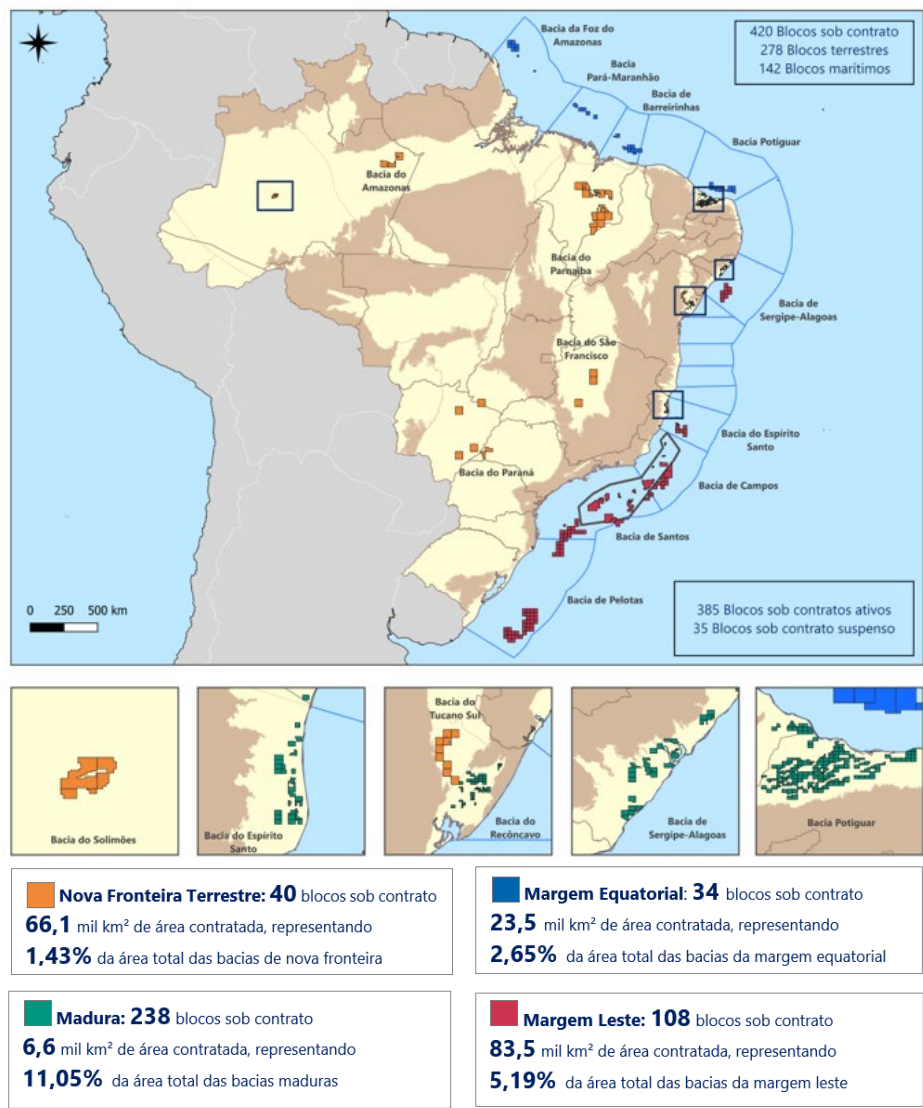 420 Blocos sob contrato
278 Blocos terrestres
142 Blocos marítimos
Bacia da Foz do
Amazonas
Bacia
Pará-Maranhão
Bacia de
Barreirinhas
Bacia Potiguar
Bacia do
Amazonas
Bacia do
Parnaíba
Bacia de
Sergipe-Alagoas
Bacia do São
Francisco
Bacia do Espírito
Santo
Bacia do Paraná
Bacia de Campos
Bacia de Santos
Bacia de Pelotas
0 250 500 km
385 Blocos sob contratos ativos
35 Blocos sob contrato suspenso
Bacia do Solimões
Bacia do Espírito
Santo
Bacia do
Tucano Sul
Bacia do
Recôncavo
Bacia de
Sergipe-Alagoas
Bacia Potiguar
Nova Fronteira Terrestre: 40 blocos sob contrato
66,1 mil km² de área contratada, representando
1,43% da área total das bacias de nova fronteira
Margem Equatorial: 34 blocos sob contrato
23,5 mil km² de área contratada, representando
2,65% da área total das bacias da margem equatorial
Madura: 238 blocos sob contrato
6,6 mil km² de área contratada, representando
11,05% da área total das bacias maduras
Margem Leste: 108 blocos sob contrato
83,5 mil km² de área contratada, representando
5,19% da área total das bacias da margem leste